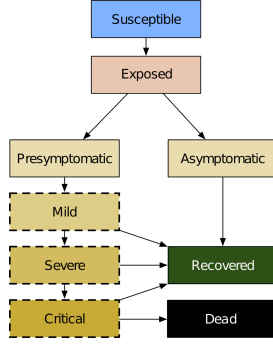 Susceptible
Exposed
Presymptomatic
Asymptomatic
Mild
Severe
Recovered
Critical
Dead